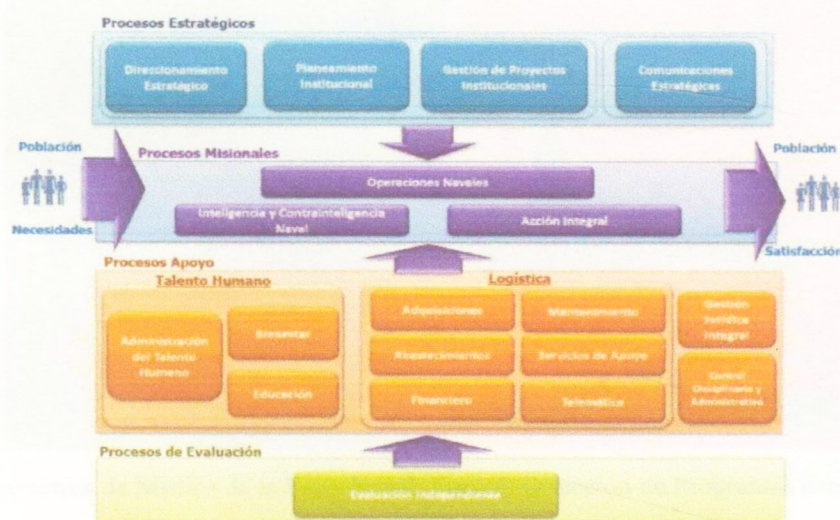 Procesos Estratégicos
Direccionamiento
Estratégico
Planeamiento
Institucional
Gestión de Proyectos
Institucionales
Comunicaciones
Estratégicas
Población
Procesos Misionales
Población
Operaciones Navales
Inteligencia y Contrainteligencia
Naval
Acción Integral
Necesidades
Satisfacción
Procesos Apoyo
Talento Humano
Logística
Administración
del Talento
Humano
Bienestar
Educación
Adquisiciones
Mantenimiento
Abastecimientos
Servicios de Apoyo
Financiero
Telemática
Gestión
Jurídica
Integral
Control
Disciplinario y
Administrativo
Procesos de Evaluación
Evaluación Independiente